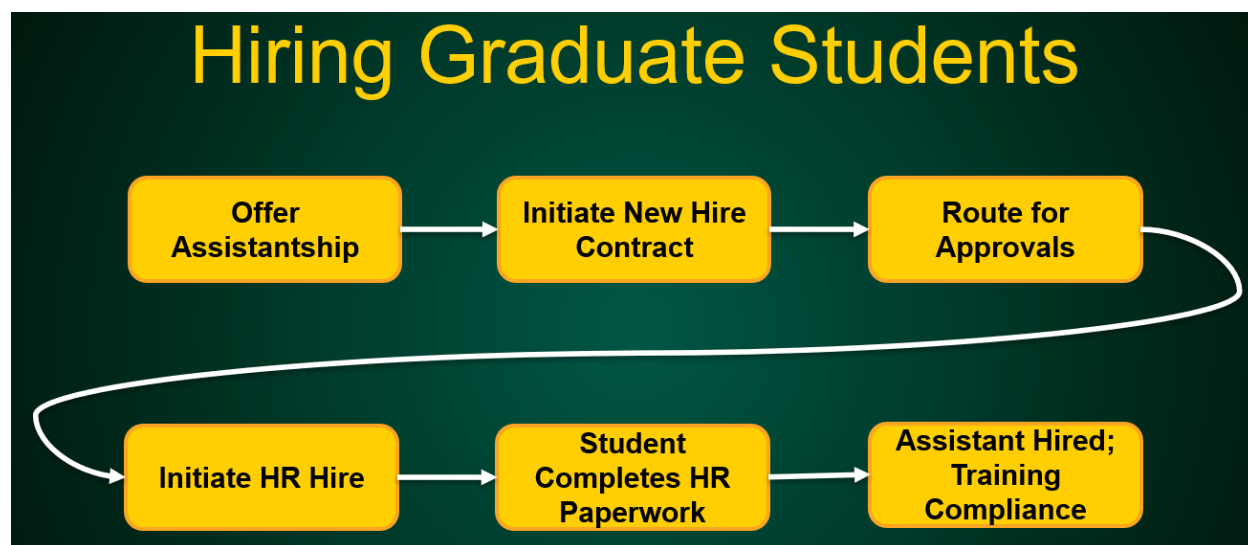 Hiring Graduate Students
Offer
Assistantship
Initiate New Hire
Contract
Route for
Approvals
Initiate HR Hire
Student
Completes HR
Paperwork
Assistant Hired;
Training
Compliance